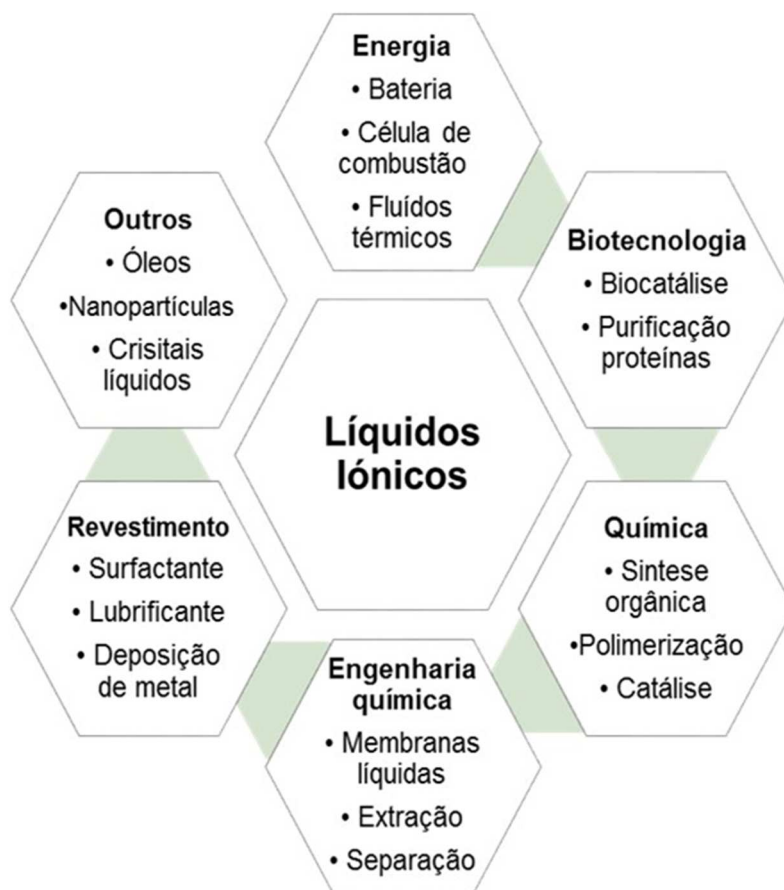 Energia
• Bateria
• Célula de
combustão
• Fluídos
térmicos
Biotecnologia
• Biocatálise
• Purificação
proteínas
Química
• Sintese
orgânica
•Polimerização
• Catálise
Engenharia
química
• Membranas
líquidas
• Extração
• Separação
Revestimento
• Surfactante
• Lubrificante
• Deposição
de metal
Outros
• Óleos
•Nanopartículas
• Crisitais
líquidos
Líquidos
Iónicos